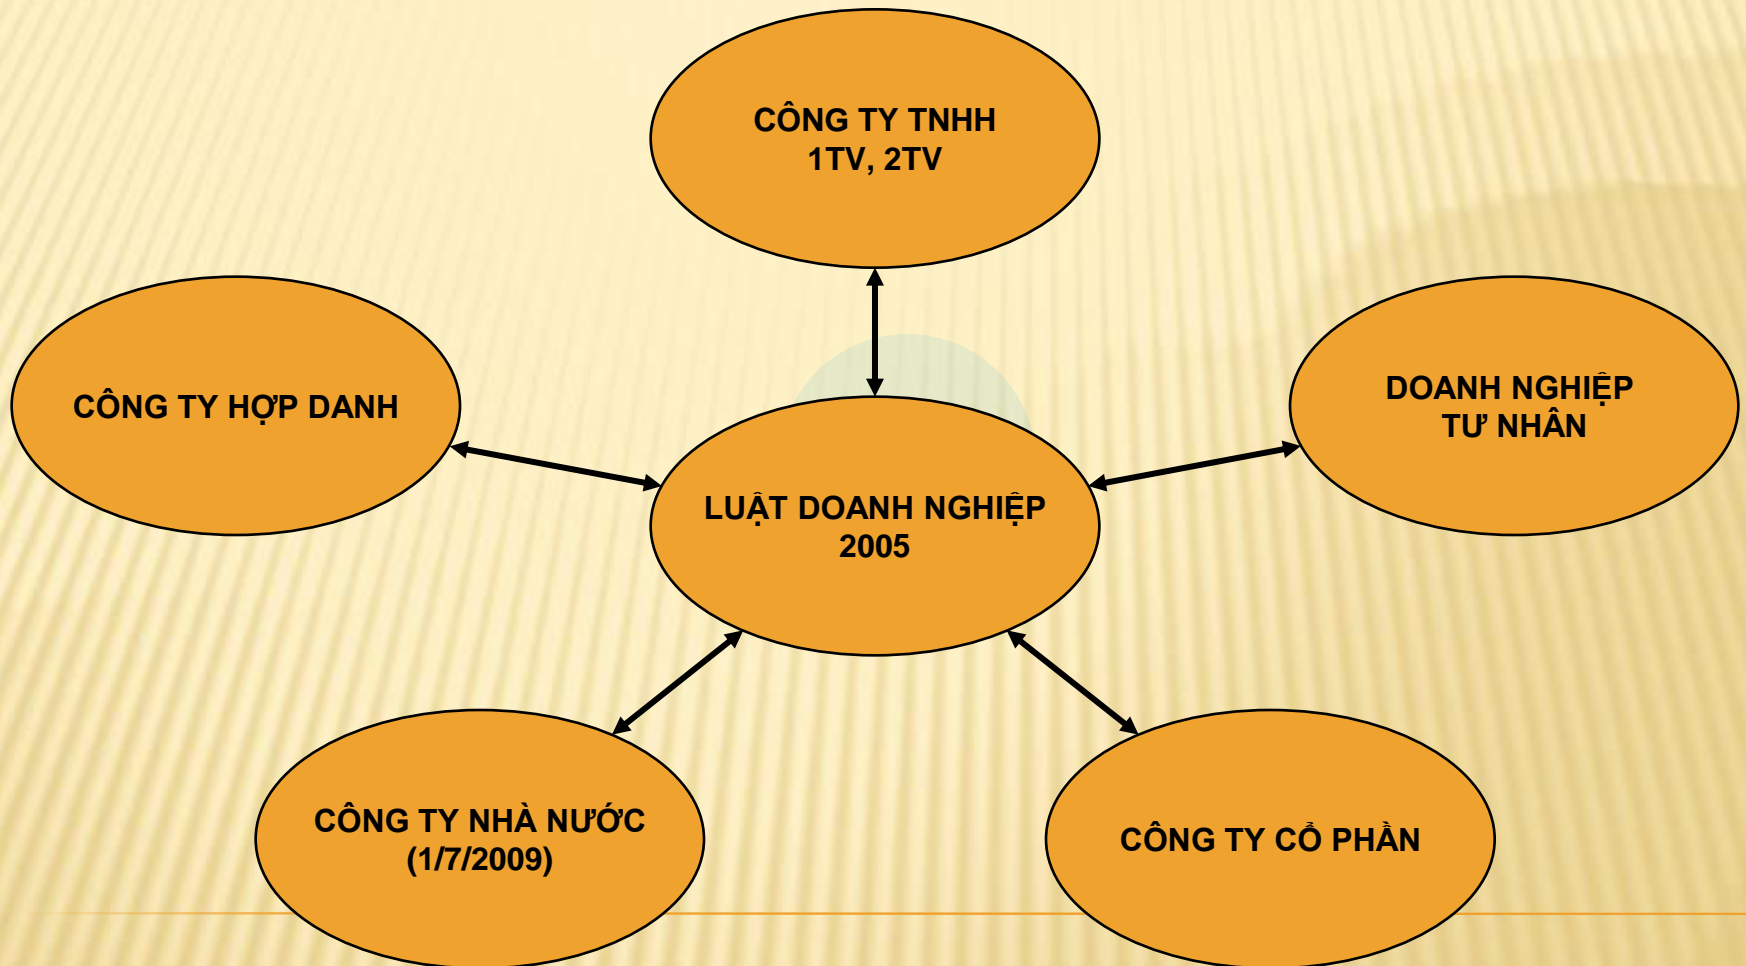 CÔNG TY TNHH
1TV, 2TV
CÔNG TY HỢP DANH
DOANH NGHIỆP
TƯ NHÂN
LUẬT DOANH NGHIỆP
2005
CÔNG TY NHÀ NƯỚC
(1/7/2009)
CÔNG TY CỔ PHẦN